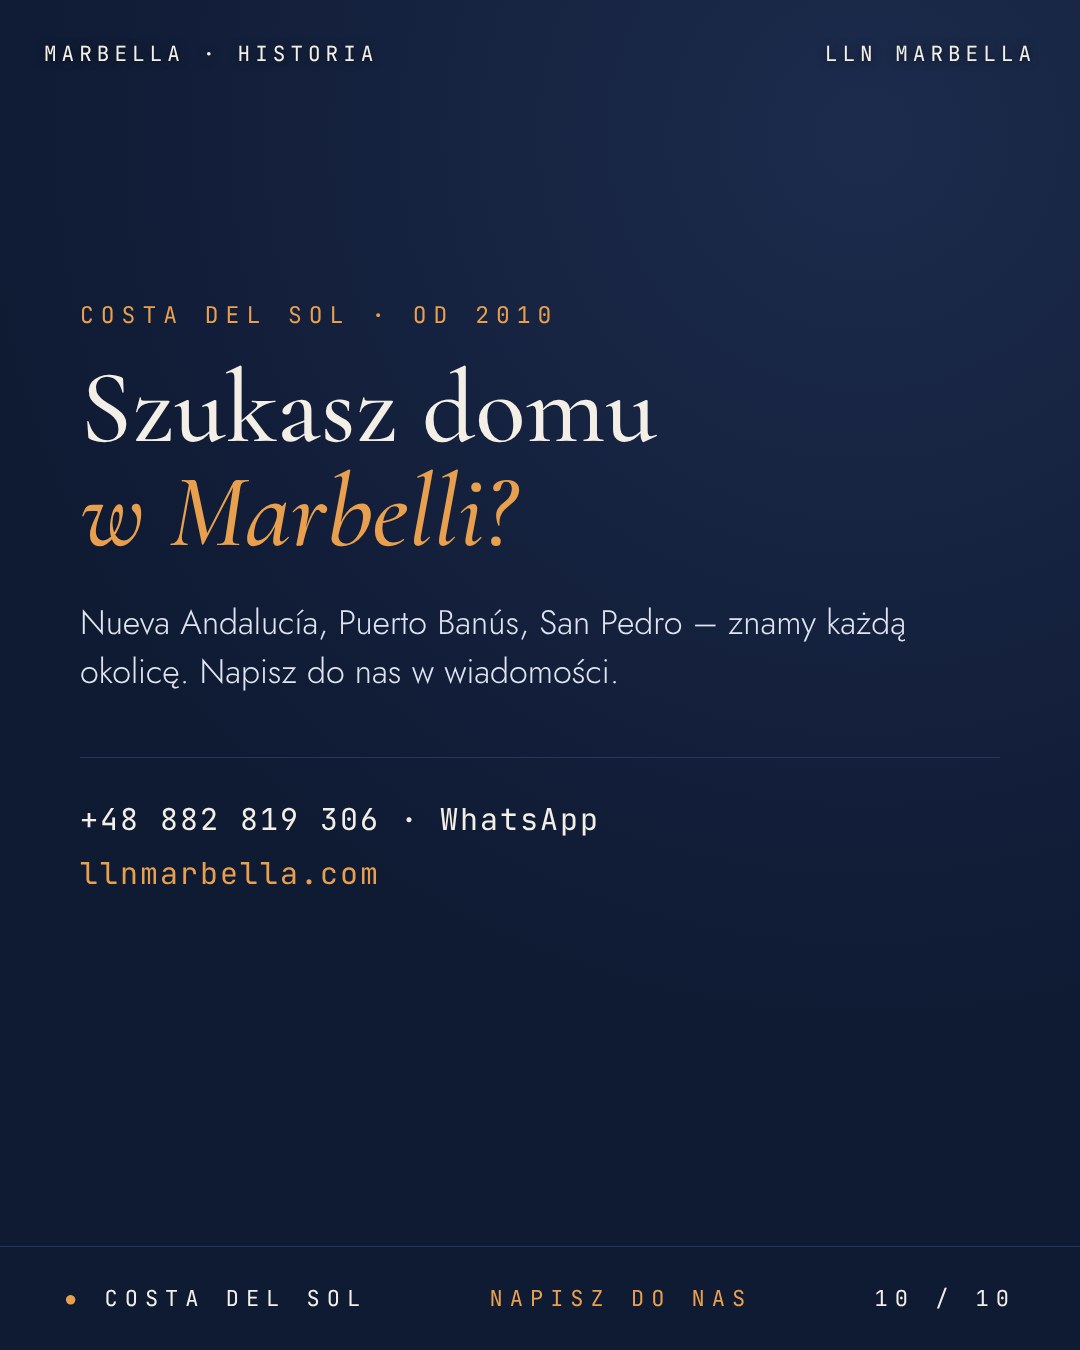 MARBELLA · HISTORIA
LLN MARBELLA
COSTA DEL SOL · OD 2010
Szukasz domu
w Marbelli?
Nueva Andalucía, Puerto Banús, San Pedro – znamy każdą
okolicę. Napisz do nas w wiadomości.
+48 882 819 306 · WhatsApp
llnmarbella.com
• COSTA DEL SOL
NAPISZ DO NAS
10 / 10